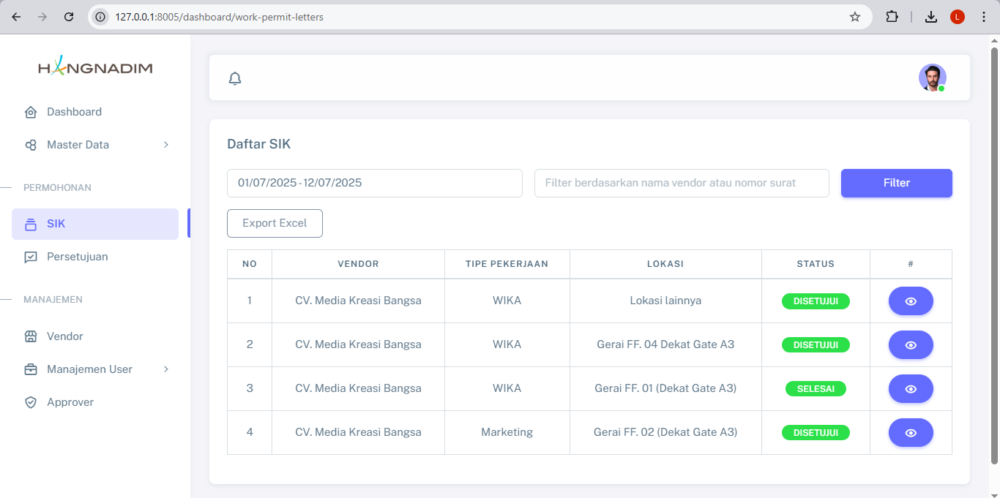 127.0.0.1:8005/dashboard/work-permit-letters
L
HANGNADIM
Dashboard
Master Data
PERMOHONAN
SIK
Persetujuan
MANAJEMEN
Vendor
Manajemen User
Approver
Daftar SIK
01/07/2025 - 12/07/2025
Filter berdasarkan nama vendor atau nomor surat
Filter
Export Excel
NO VENDOR TIPE PEKERJAAN LOKASI STATUS #
1 CV. Media Kreasi Bangsa WIKA Lokasi lainnya DISETUJUI
2 CV. Media Kreasi Bangsa WIKA Gerai FF. 04 Dekat Gate A3 DISETUJUI
3 CV. Media Kreasi Bangsa WIKA Gerai FF. 01 (Dekat Gate A3) SELESAI
4 CV. Media Kreasi Bangsa Marketing Gerai FF. 02 (Dekat Gate A3) DISETUJUI